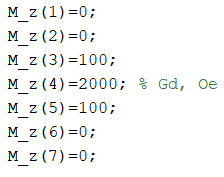 M_z(1)=0;
M_z(2)=0;
M_z(3)=100;
M_z(4)=2000; % Gd, Oe
M_z(5)=100;
M_z(6)=0;
M_z(7)=0;